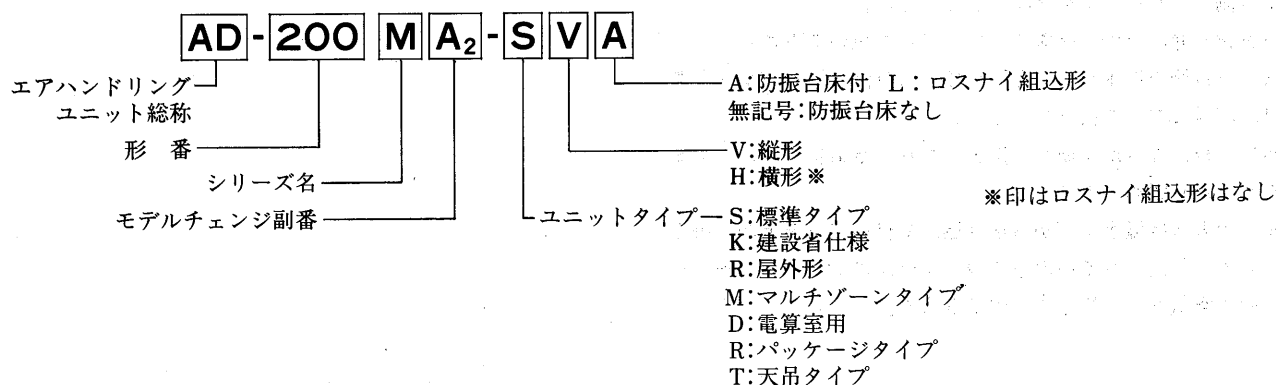 AD-200MA₂-SVA
エアハンドリング
ユニット総称
形　番
シリーズ名
モデルチェンジ副番
ユニットタイプ
A:防振台床付　L：ロスナイ組込形
無記号:防振台床なし
V:縦形
H:横形※
※印はロスナイ組込形はなし
S:標準タイプ
K:建設省仕様
R:屋外形
M:マルチゾーンタイプ
D:電算室用
R:パッケージタイプ
T:天吊タイプ